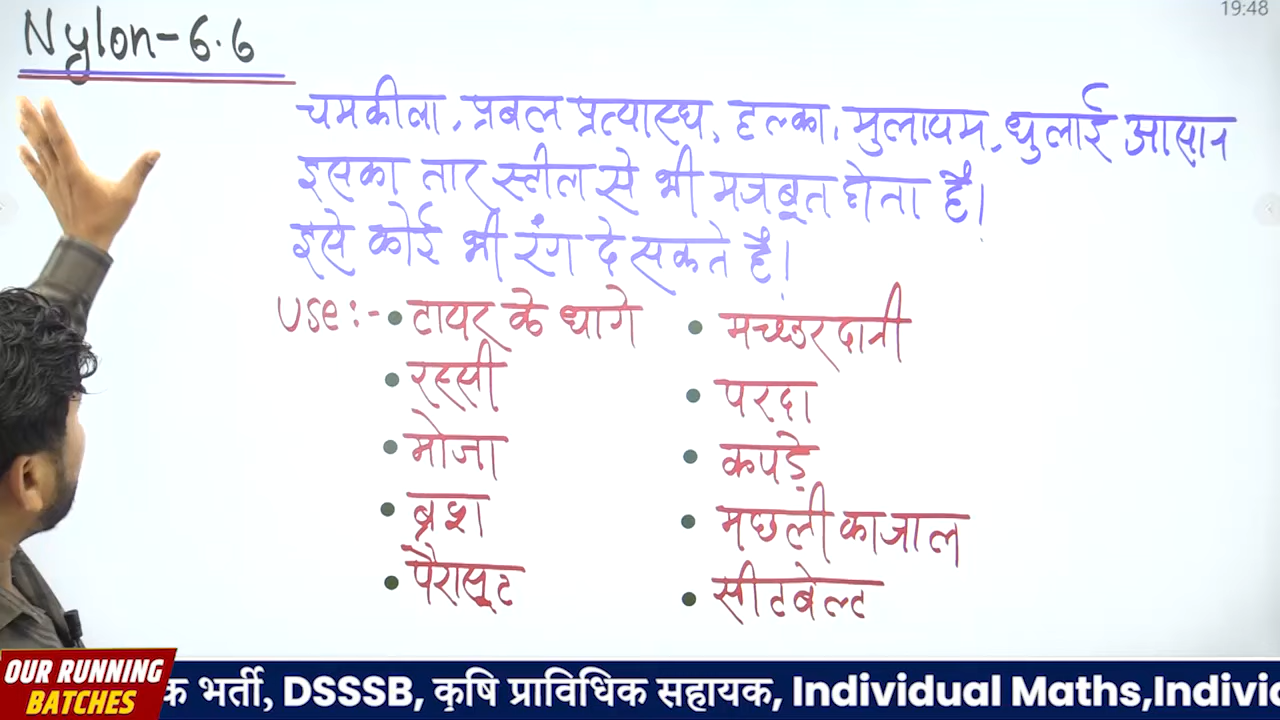 19:48
Nylon-6.6
चमकीला, प्रबल प्रत्यास्थ, हल्का, मुलायम, धुलाई आसान
इसका तार स्टील से भी मजबूत होता है।
इसे कोई भी रंग दे सकते है।
use:- • टायर के धागे • मच्छरदानी
• रस्सी • परदा
• मोजा • कपड़े
• ब्रश • मछली का जाल
• पैरासूट • सीटबेल्ट
OUR RUNNING
BATCHES
क भर्ती, DSSSB, कृषि प्राविधिक सहायक, Individual Maths,Individ